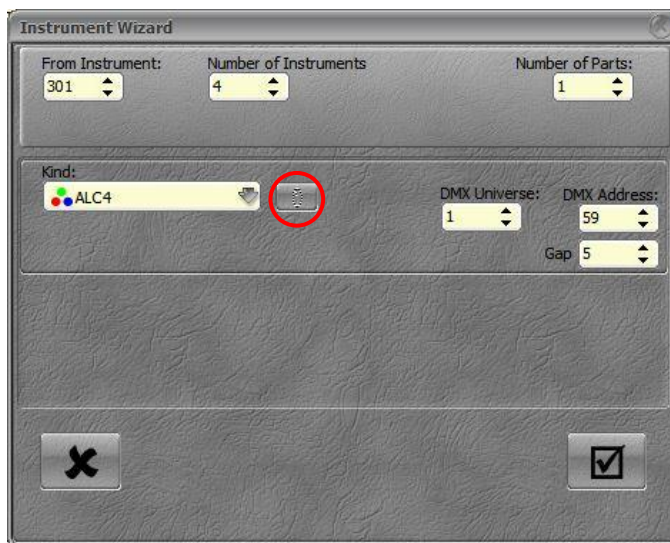 Instrument Wizard
From Instrument: Number of Instruments Number of Parts:
301 4 1
Kind:
ALC4
DMX Universe: DMX Address:
1 59
Gap 5